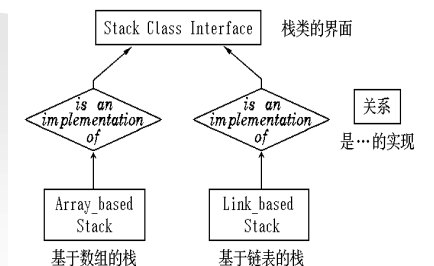 Stack Class Interface
栈类的界面
is an
implementation
of
is an
implementation
of
关系
是…的实现
Array_based
Stack
Link_based
Stack
基于数组的栈
基于链表的栈